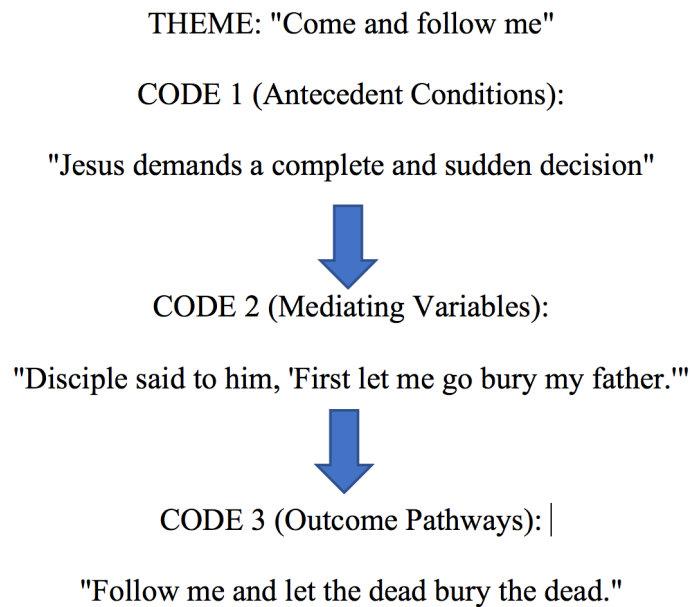 THEME: "Come and follow me"
CODE 1 (Antecedent Conditions):
"Jesus demands a complete and sudden decision"
CODE 2 (Mediating Variables):
"Disciple said to him, 'First let me go bury my father.'"
CODE 3 (Outcome Pathways):
"Follow me and let the dead bury the dead."